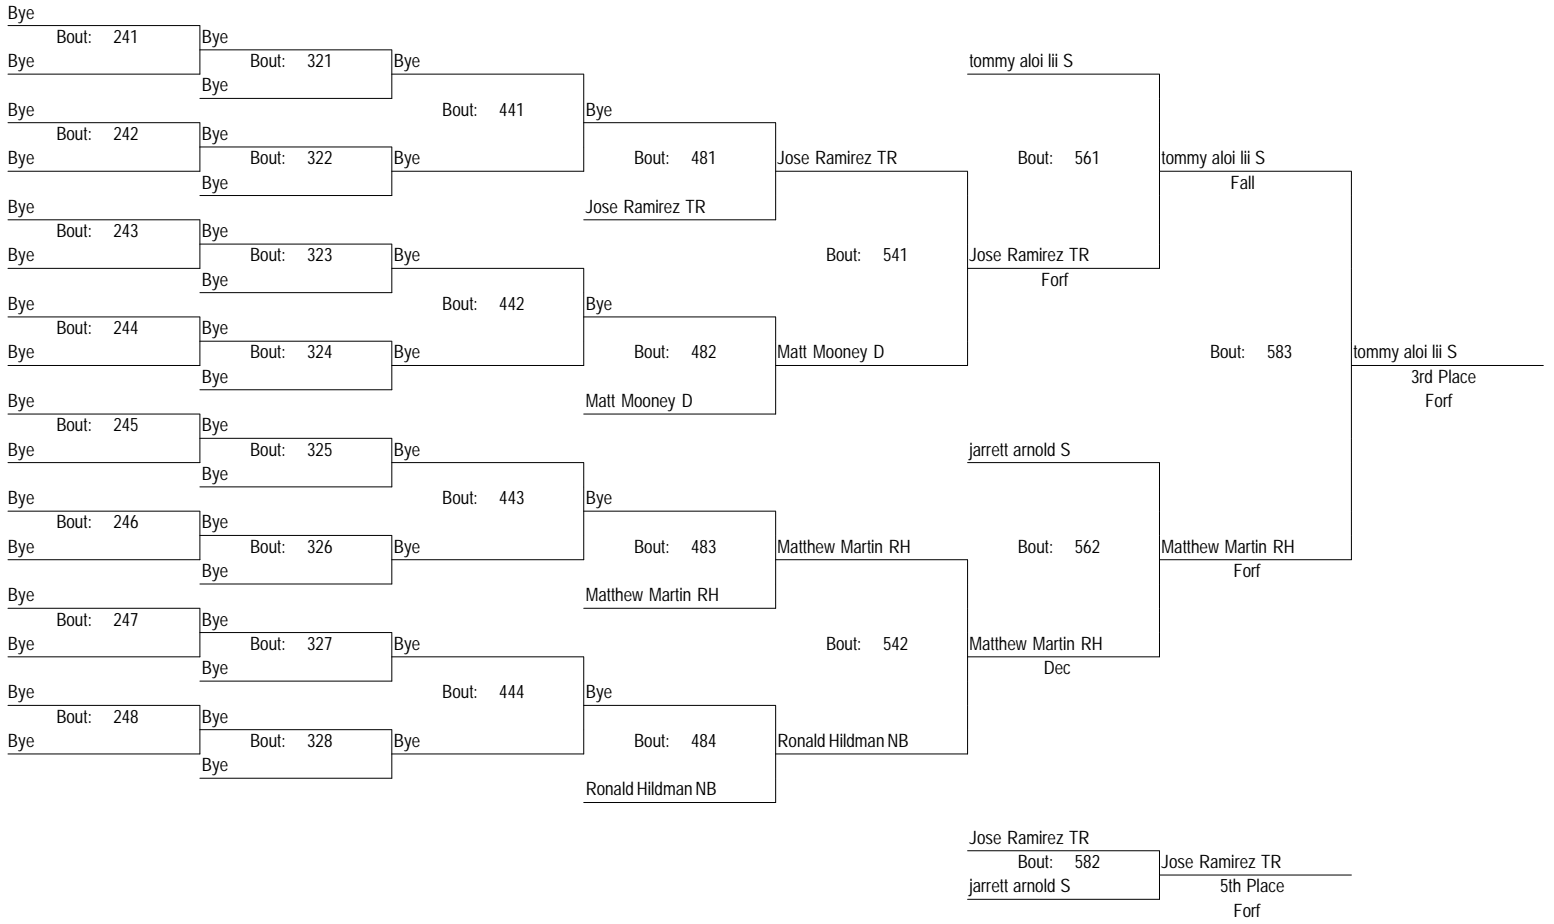 Bye
Bout: 241 Bye
Bye Bout: 321 Bye tommy aloi Iii S
Bye
Bye Bout: 441 Bye
Bout: 242 Bye
Bye Bout: 322 Bye Bout: 481 Jose Ramirez TR Bout: 561 tommy aloi Iii S
Bye Fall
Bye Jose Ramirez TR
Bout: 243 Bye
Bye Bout: 323 Bye Bout: 541 Jose Ramirez TR
Bye Forf
Bye Bout: 442 Bye
Bout: 244 Bye
Bye Bout: 324 Bye Bout: 482 Matt Mooney D Bout: 583 tommy aloi Iii S
Bye 3rd Place
Bye Matt Mooney D Forf
Bout: 245 Bye
Bye Bout: 325 Bye jarrett arnold S
Bye
Bye Bout: 443 Bye
Bout: 246 Bye
Bye Bout: 326 Bye Bout: 483 Matthew Martin RH Bout: 562 Matthew Martin RH
Bye Forf
Bye Matthew Martin RH
Bout: 247 Bye
Bye Bout: 327 Bye Bout: 542 Matthew Martin RH
Bye Dec
Bye Bout: 444 Bye
Bout: 248 Bye
Bye Bout: 328 Bye Bout: 484 Ronald Hildman NB
Bye
Ronald Hildman NB
Jose Ramirez TR
Bout: 582 Jose Ramirez TR
jarrett arnold S 5th Place
Forf